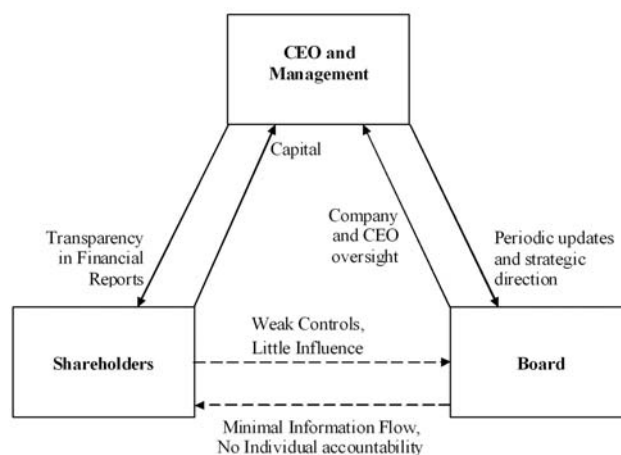 CEO and
Management
Capital
Transparency
in Financial
Reports
Company
and CEO
oversight
Periodic updates
and strategic
direction
Shareholders
Weak Controls,
Little Influence
Board
Minimal Information Flow,
No Individual accountability